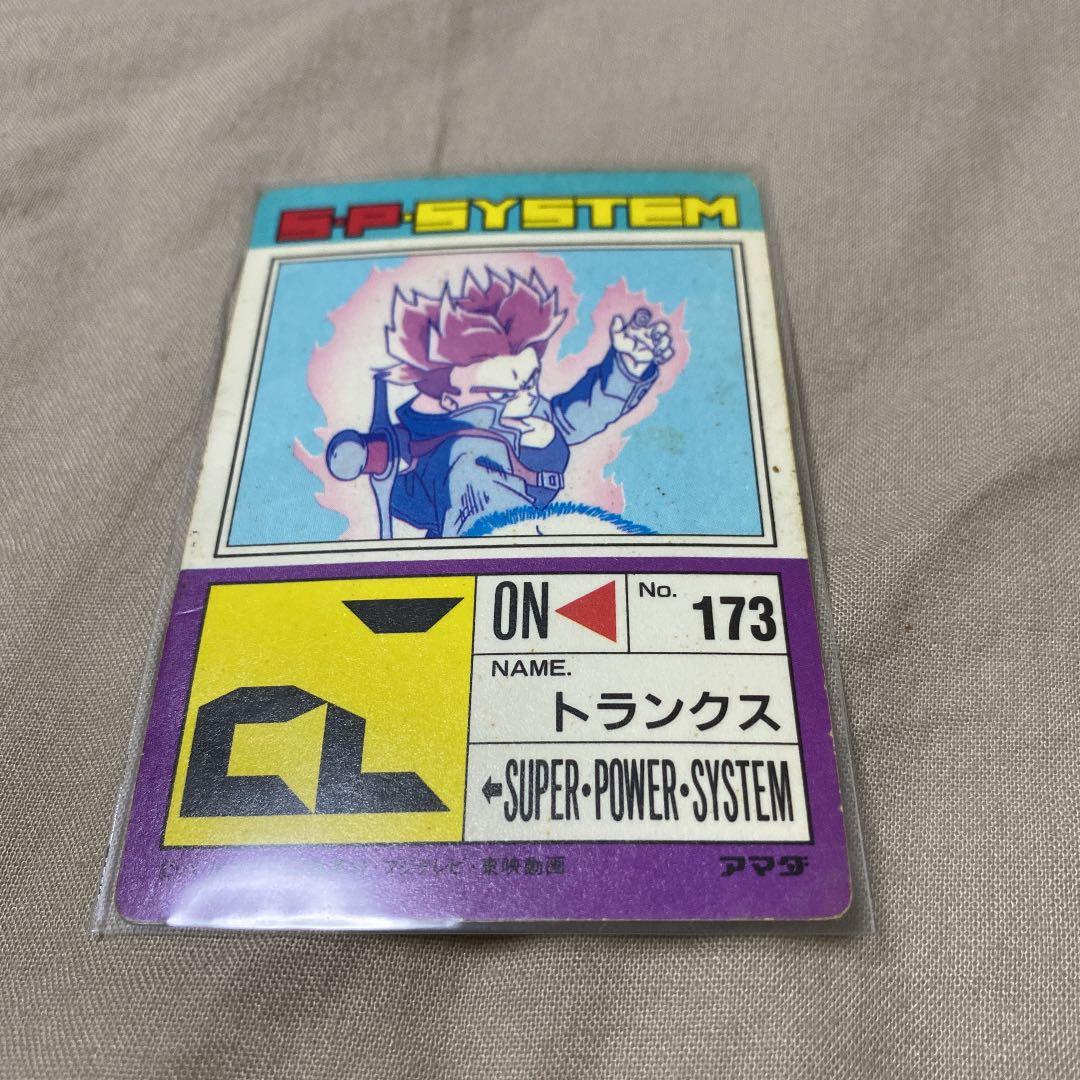 S·P·SYSTEM
ON
No. 173
NAME.
トランクス
SUPER·POWER·SYSTEM
フジテレビ・東映動画
アマダ